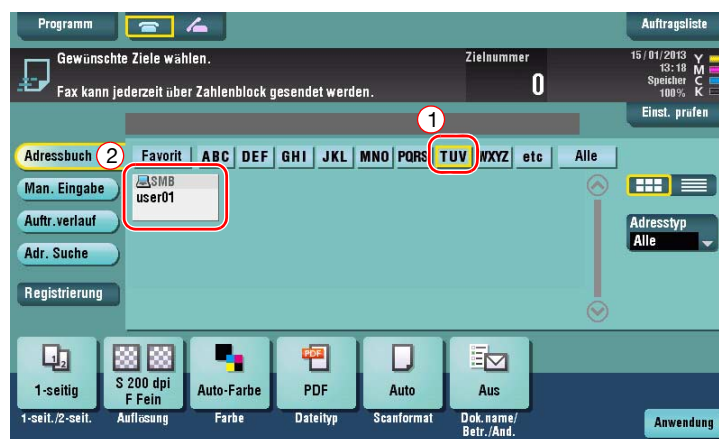 Programm
Auftragsliste
Gewünschte Ziele wählen.
Zielnummer
15/01/2013
13:18
Speicher
100%
Y
M
C
K
Fax kann jederzeit über Zahlenblock gesendet werden.
0
Einst. prüfen
1
Adressbuch
2
Favorit
ABC
DEF
GHI
JKL
MNO
PQRS
TUV
WXYZ
etc
Alle
SMB
user01
Man. Eingabe
Auftr.verlauf
Adresstyp
Alle
Adr. Suche
Registrierung
1-seitig
S 200 dpi
F Fein
Auto-Farbe
PDF
PDF
Auto
Aus
1-seit./2-seit.
Auflösung
Farbe
Dateityp
Scanformat
Dok.name/
Betr./And.
Anwendung